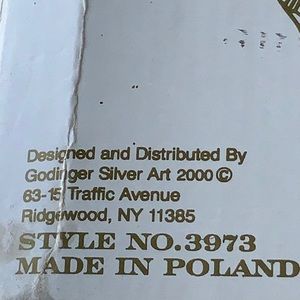 Designed and Distributed By
Godinger Silver Art 2000 ©
63-15 Traffic Avenue
Ridgewood, NY 11385
STYLE NO.3973
MADE IN POLAND